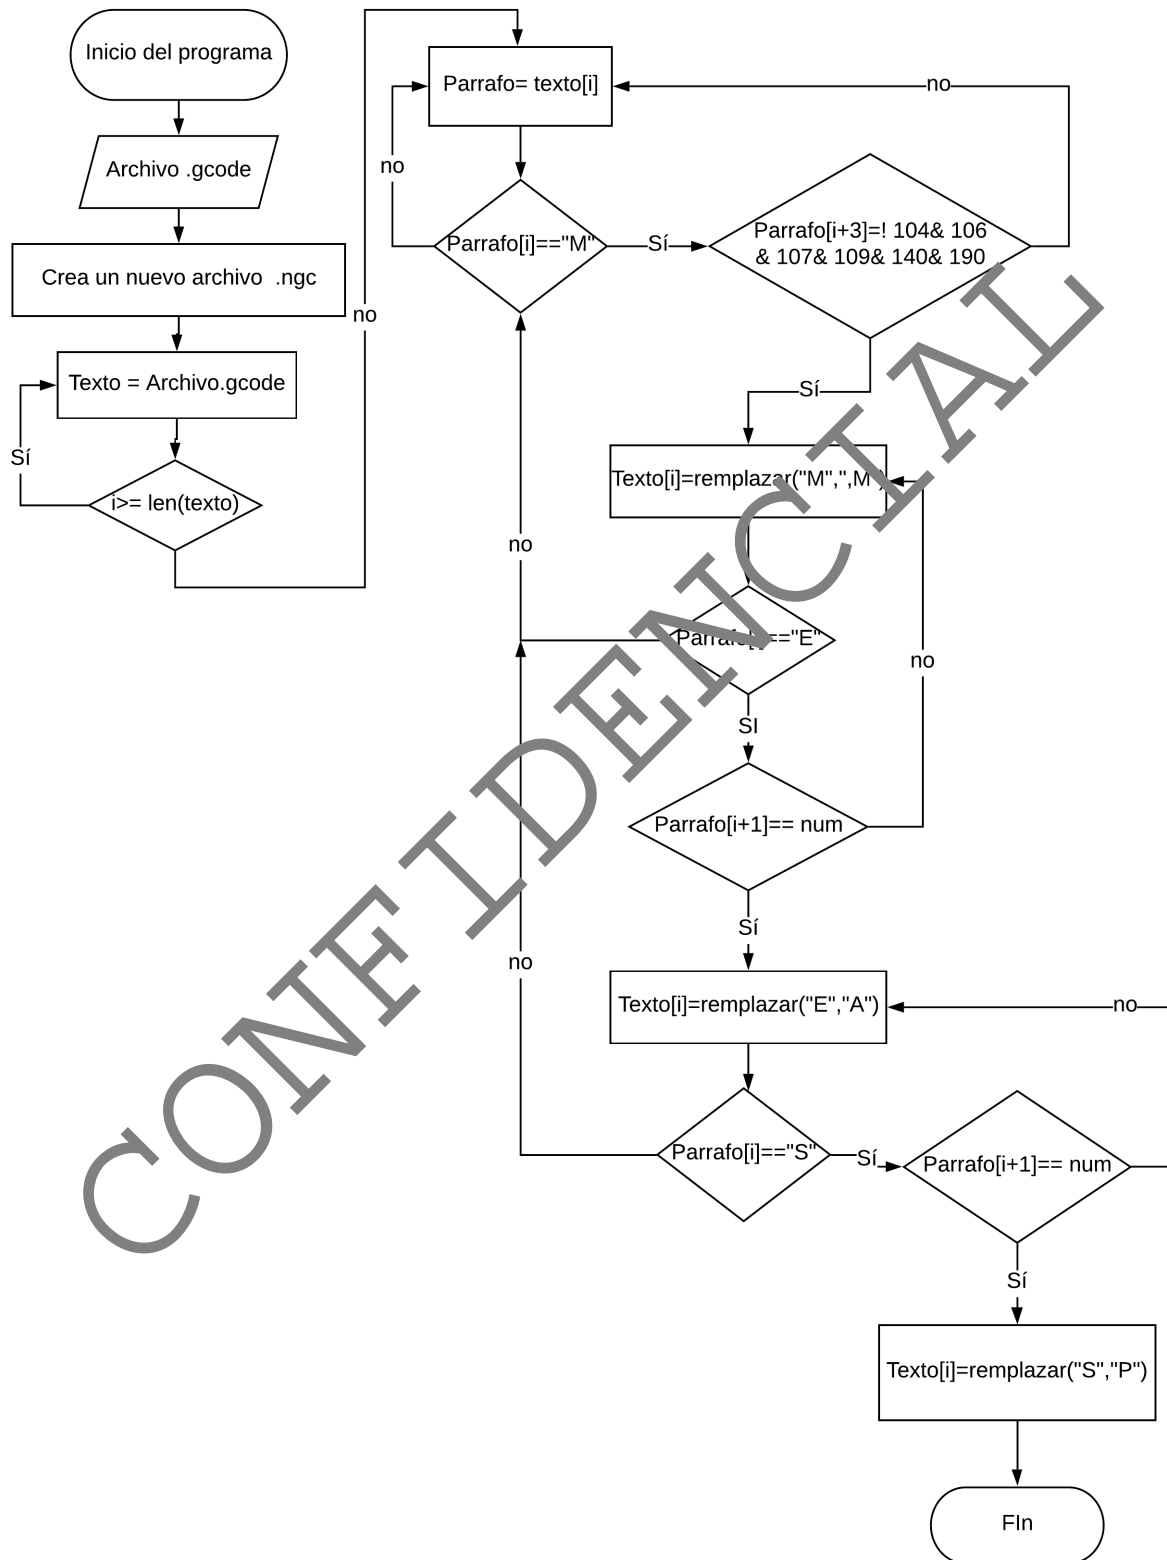 Inicio del programa
Archivo .gcode
Crea un nuevo archivo .ngc
Texto = Archivo.gcode
Sí
i>= len(texto)
no
Parrafo= texto[i]
no
no
Parrafo[i]=="M"
Sí
Parrafo[i+3]=! 104& 106
& 107& 109& 140& 190
Sí
Texto[i]=remplazar("M",",M")
no
Parrafo[i]=="E"
no
SI
Parrafo[i+1]== num
Sí
no
Texto[i]=remplazar("E","A")
no
Parrafo[i]=="S"
Sí
Parrafo[i+1]== num
Sí
Texto[i]=remplazar("S","P")
FIn
CONFIDENCIAL